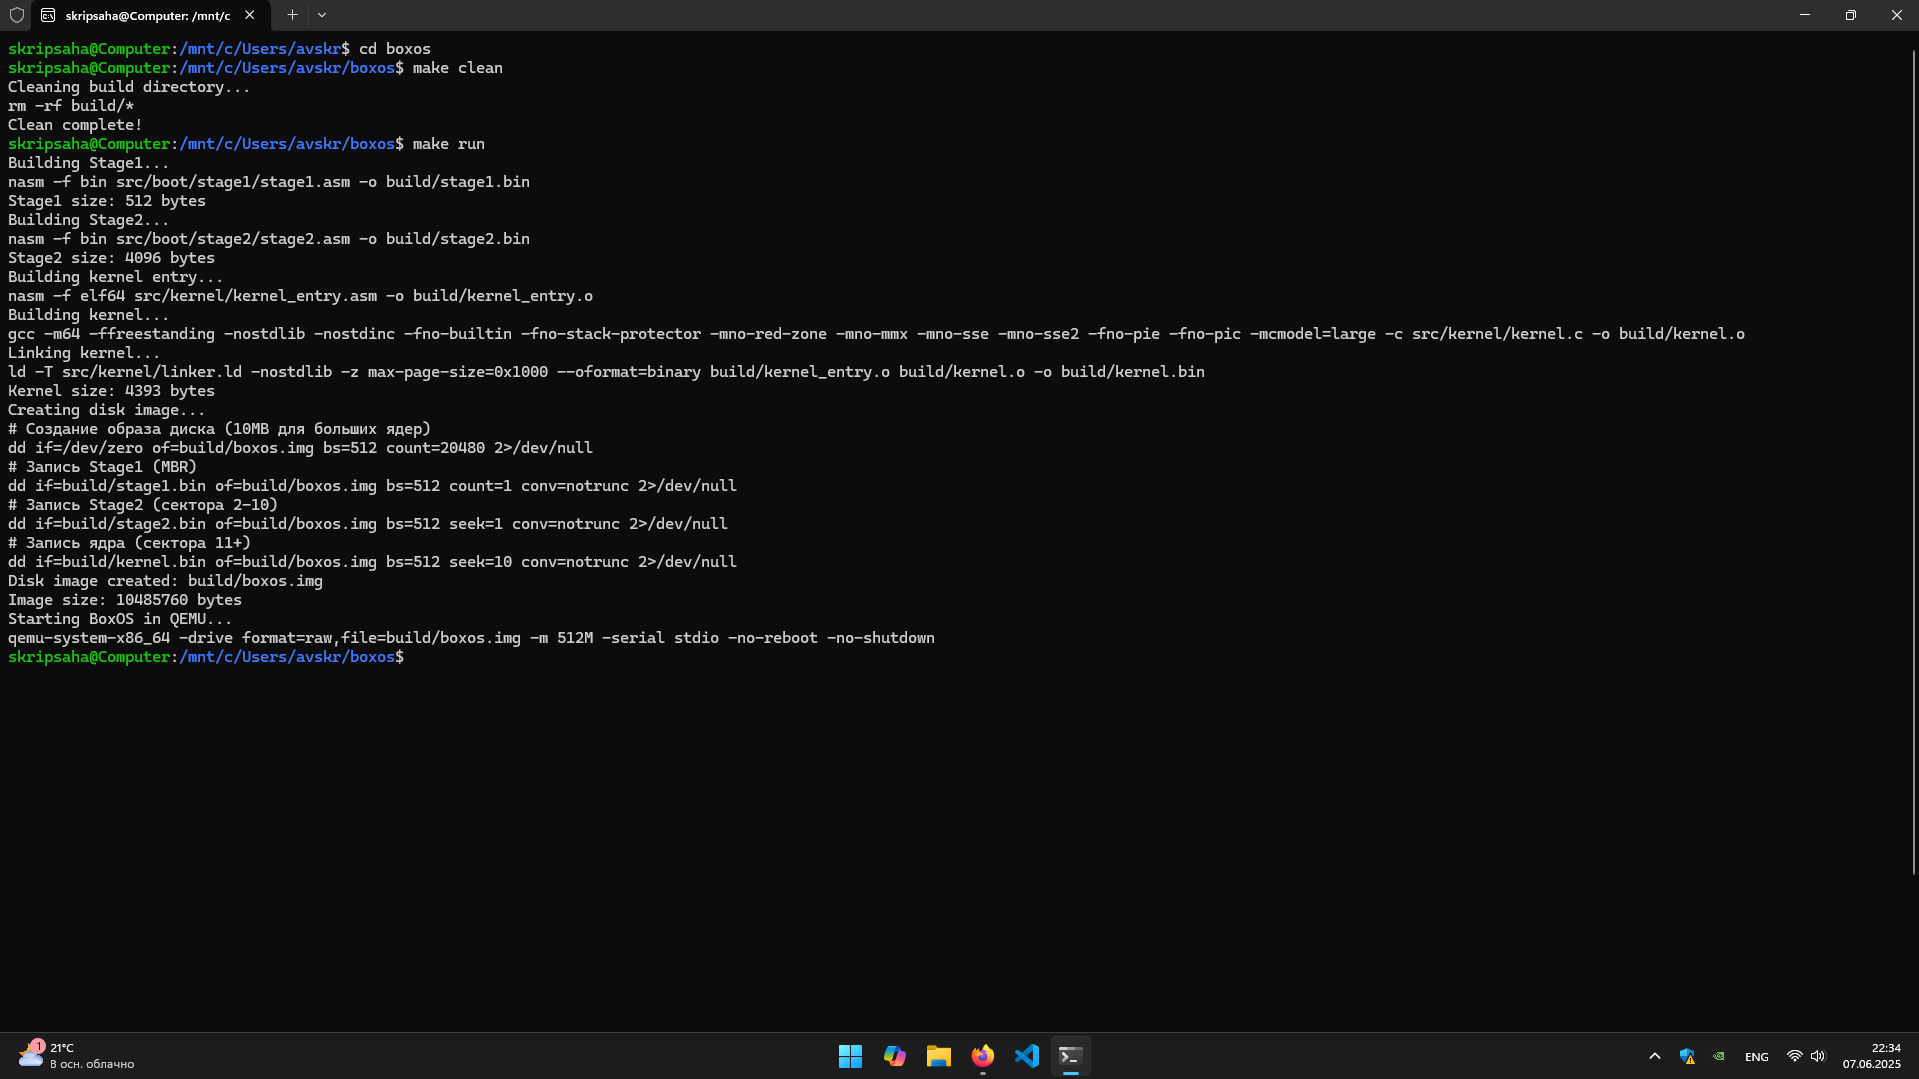 skripsaha@Computer: /mnt/c
skripsaha@Computer:/mnt/c/Users/avskr$ cd boxos
skripsaha@Computer:/mnt/c/Users/avskr/boxos$ make clean
Cleaning build directory...
rm -rf build/*
Clean complete!
skripsaha@Computer:/mnt/c/Users/avskr/boxos$ make run
Building Stage1...
nasm -f bin src/boot/stage1/stage1.asm -o build/stage1.bin
Stage1 size: 512 bytes
Building Stage2...
nasm -f bin src/boot/stage2/stage2.asm -o build/stage2.bin
Stage2 size: 4096 bytes
Building kernel entry...
nasm -f elf64 src/kernel/kernel_entry.asm -o build/kernel_entry.o
Building kernel...
gcc -m64 -ffreestanding -nostdlib -nostdinc -fno-builtin -fno-stack-protector -mno-red-zone -mno-mmx -mno-sse -mno-sse2 -fno-pie -fno-pic -mcmodel=large -c src/kernel/kernel.c -o build/kernel.o
Linking kernel...
ld -T src/kernel/linker.ld -nostdlib -z max-page-size=0x1000 --oformat=binary build/kernel_entry.o build/kernel.o -o build/kernel.bin
Kernel size: 4393 bytes
Creating disk image...
# Создание образа диска (10MB для больших ядер)
dd if=/dev/zero of=build/boxos.img bs=512 count=20480 2>/dev/null
# Запись Stage1 (MBR)
dd if=build/stage1.bin of=build/boxos.img bs=512 count=1 conv=notrunc 2>/dev/null
# Запись Stage2 (сектора 2-10)
dd if=build/stage2.bin of=build/boxos.img bs=512 seek=1 conv=notrunc 2>/dev/null
# Запись ядра (сектора 11+)
dd if=build/kernel.bin of=build/boxos.img bs=512 seek=10 conv=notrunc 2>/dev/null
Disk image created: build/boxos.img
Image size: 10485760 bytes
Starting BoxOS in QEMU...
qemu-system-x86_64 -drive format=raw,file=build/boxos.img -m 512M -serial stdio -no-reboot -no-shutdown
skripsaha@Computer:/mnt/c/Users/avskr/boxos$
1
21°C
В осн. облачно
ENG
22:34
07.06.2025